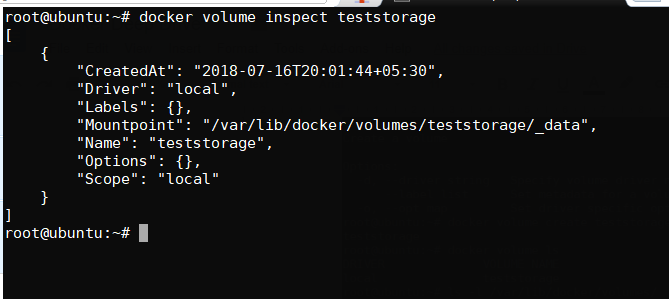 root@ubuntu:~# docker volume inspect teststorage
[
    {
        "CreatedAt": "2018-07-16T20:01:44+05:30",
        "Driver": "local",
        "Labels": {},
        "Mountpoint": "/var/lib/docker/volumes/teststorage/_data",
        "Name": "teststorage",
        "Options": {},
        "Scope": "local"
    }
]
root@ubuntu:~#